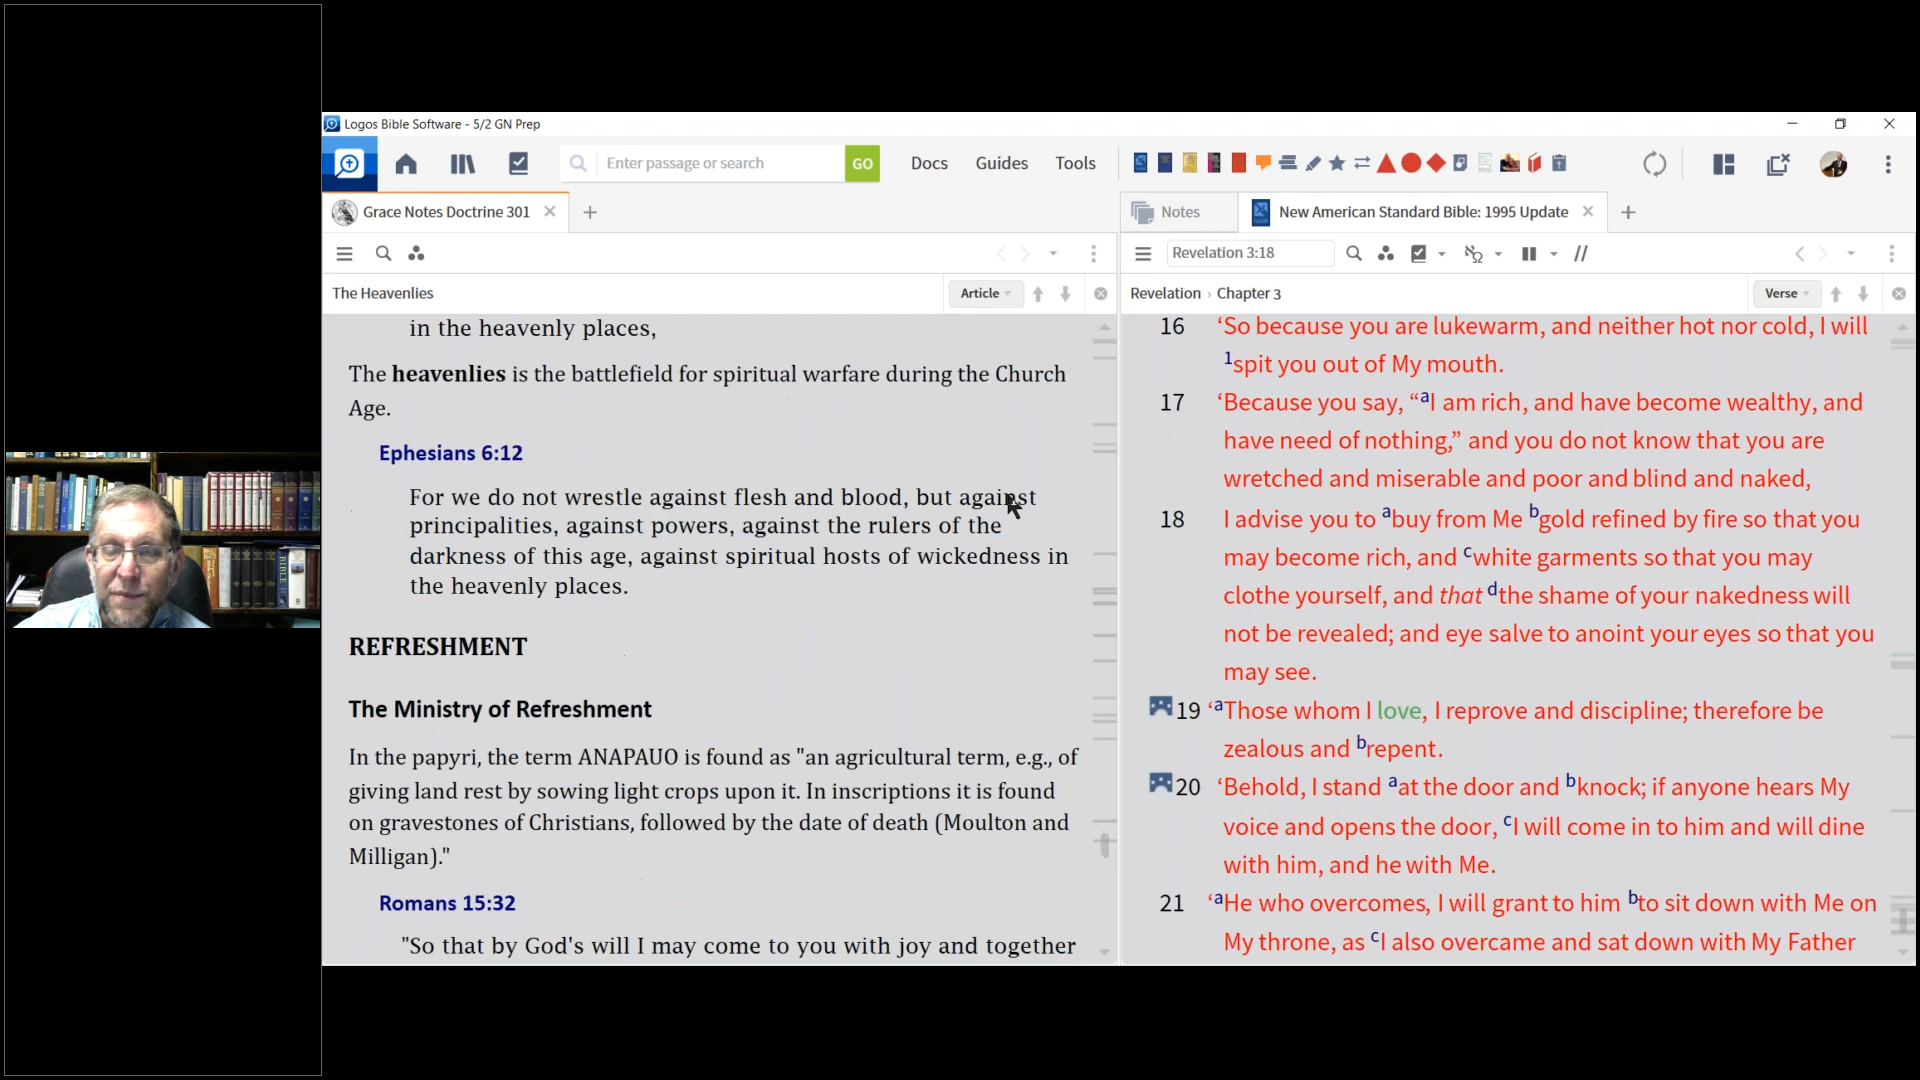 Logos Bible Software - 5/2 GN Prep
Enter passage or search
GO
Docs
Guides
Tools
Grace Notes Doctrine 301
The Heavenlies
Article
in the heavenly places,
The heavenlies is the battlefield for spiritual warfare during the Church
Age.
Ephesians 6:12
For we do not wrestle against flesh and blood, but against
principalities, against powers, against the rulers of the
darkness of this age, against spiritual hosts of wickedness in
the heavenly places.
REFRESHMENT
The Ministry of Refreshment
In the papyri, the term ANAPAUO is found as "an agricultural term, e.g., of
giving land rest by sowing light crops upon it. In inscriptions it is found
on gravestones of Christians, followed by the date of death (Moulton and
Milligan)."
Romans 15:32
"So that by God's will I may come to you with joy and together
Notes
New American Standard Bible: 1995 Update
Revelation 3:18
Revelation › Chapter 3
Verse
16 ‘So because you are lukewarm, and neither hot nor cold, I will
1spit you out of My mouth.
17 ‘Because you say, “aI am rich, and have become wealthy, and
have need of nothing,” and you do not know that you are
wretched and miserable and poor and blind and naked,
18 I advise you to abuy from Me bgold refined by fire so that you
may become rich, and cwhite garments so that you may
clothe yourself, and that dthe shame of your nakedness will
not be revealed; and eye salve to anoint your eyes so that you
may see.
19 ‘aThose whom I love, I reprove and discipline; therefore be
zealous and brepent.
20 ‘Behold, I stand aat the door and bknock; if anyone hears My
voice and opens the door, cI will come in to him and will dine
with him, and he with Me.
21 ‘aHe who overcomes, I will grant to him bto sit down with Me on
My throne, as cI also overcame and sat down with My Father
BIBLE